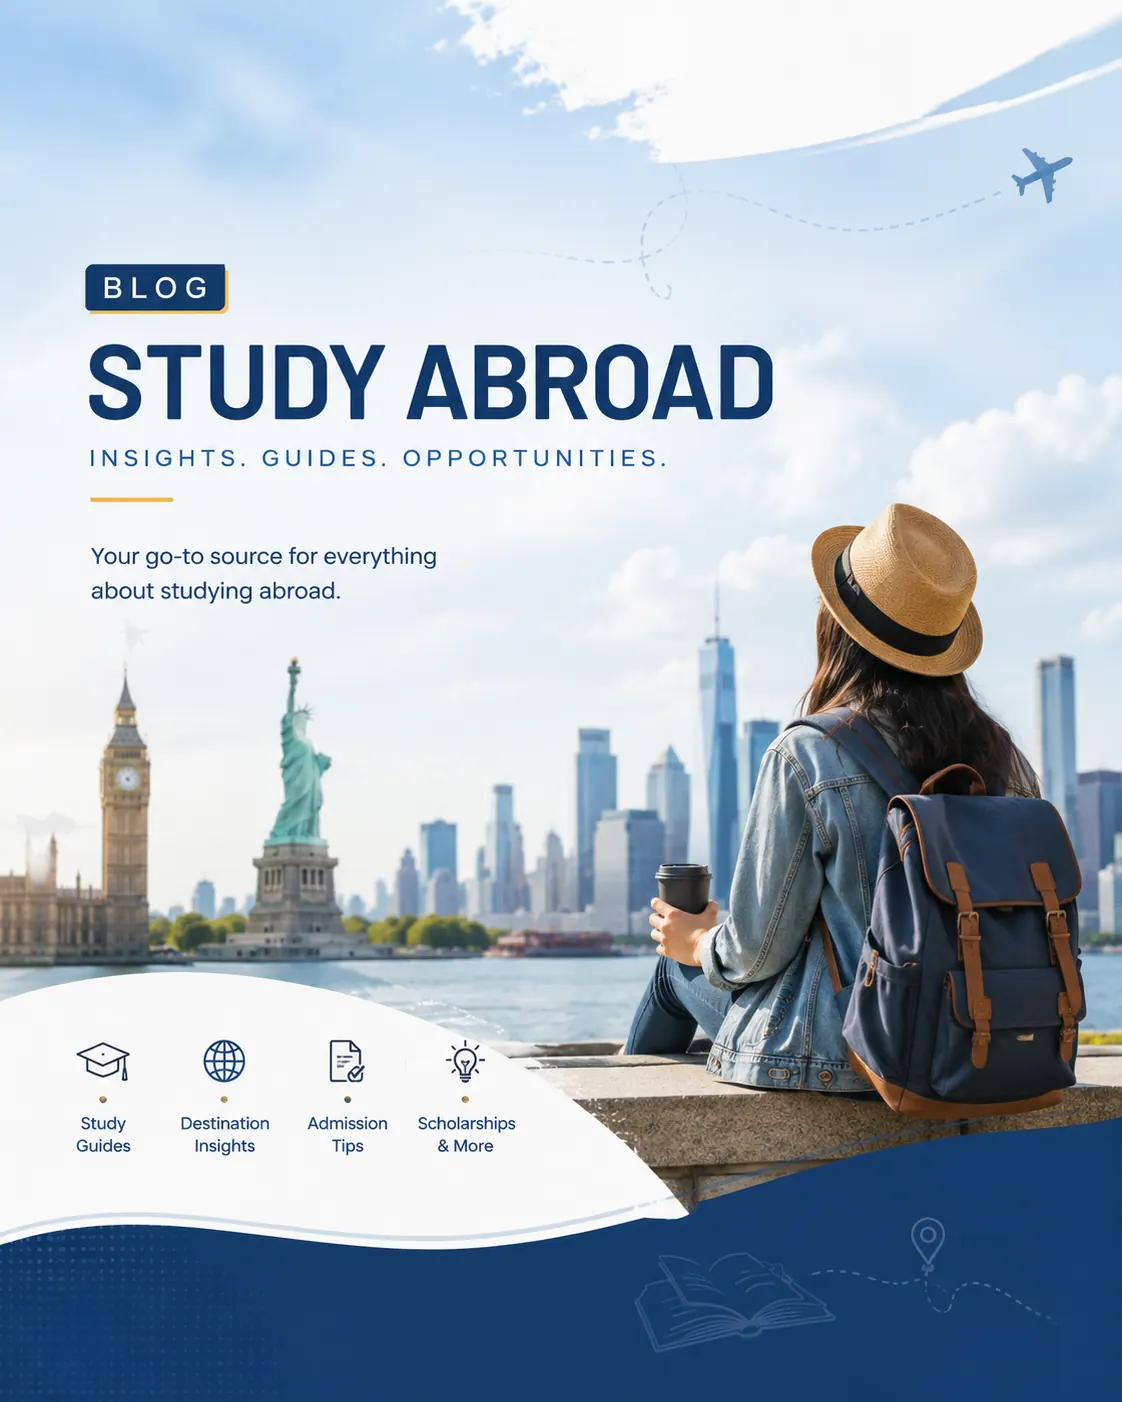 BLOG
STUDY ABROAD
INSIGHTS. GUIDES. OPPORTUNITIES.
Your go-to source for everything
about studying abroad.
Study
Guides
Destination
Insights
Admission
Tips
Scholarships
& More